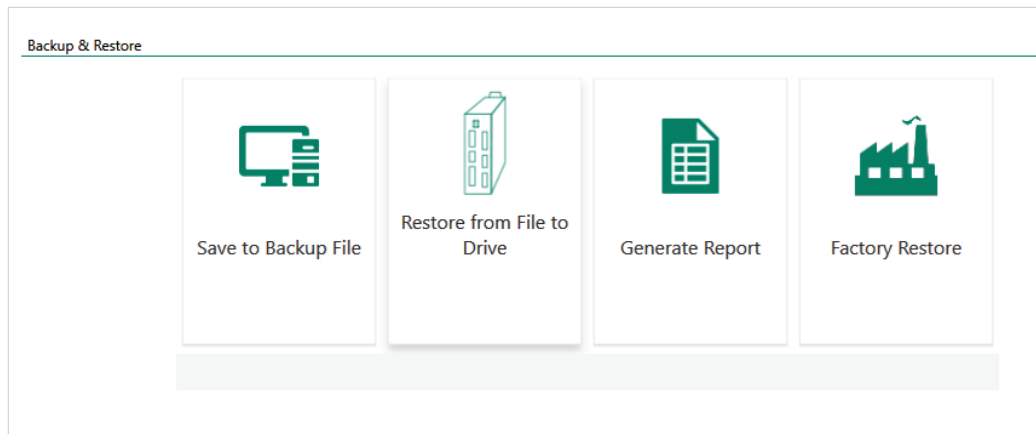 Backup & Restore
Save to Backup File
Restore from File to
Drive
Generate Report
Factory Restore